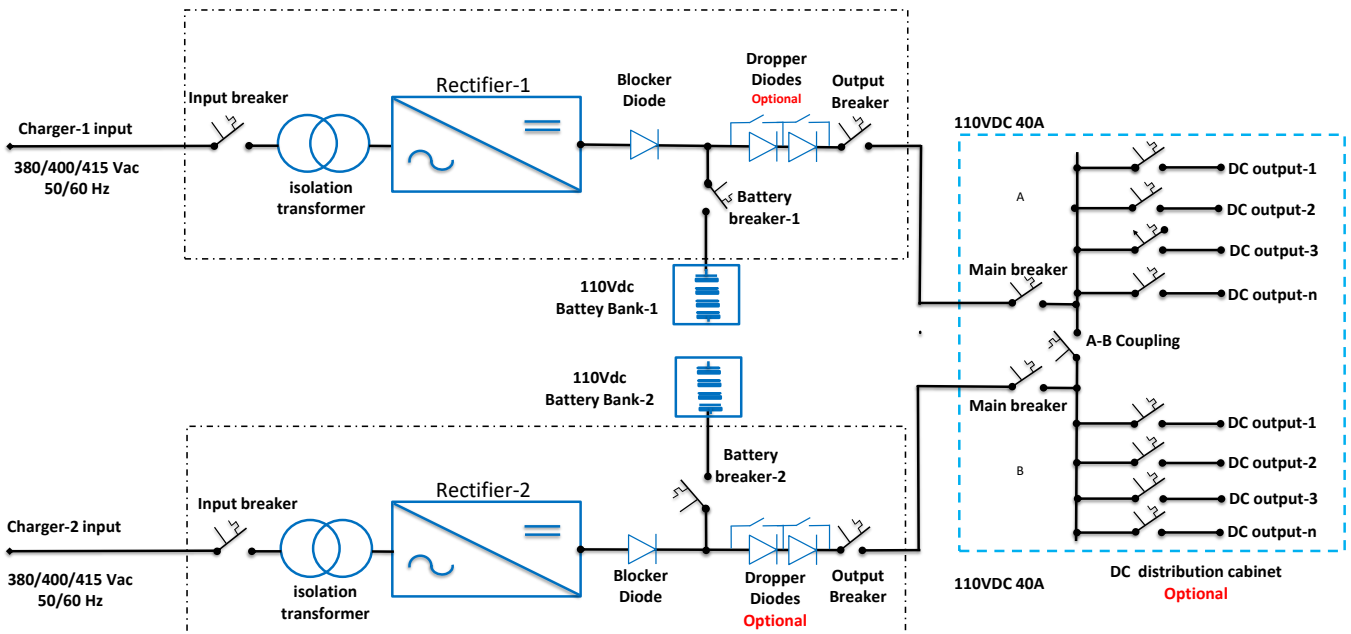 Rectifier-1
Input breaker
Charger-1 input
380/400/415 Vac
50/60 Hz
isolation
transformer
Blocker
Diode
Dropper
Diodes
Optional
Output
Breaker
Battery
breaker-1
110Vdc
Battey Bank-1
110VDC 40A
A
DC output-1
DC output-2
DC output-3
DC output-n
Main breaker
A-B Coupling
110Vdc
Battery Bank-2
Battery
breaker-2
Rectifier-2
Input breaker
Charger-2 input
380/400/415 Vac
50/60 Hz
isolation
transformer
Blocker
Diode
Dropper
Diodes
Optional
Output
Breaker
Main breaker
B
DC output-1
DC output-2
DC output-3
DC output-n
110VDC 40A
DC distribution cabinet
Optional